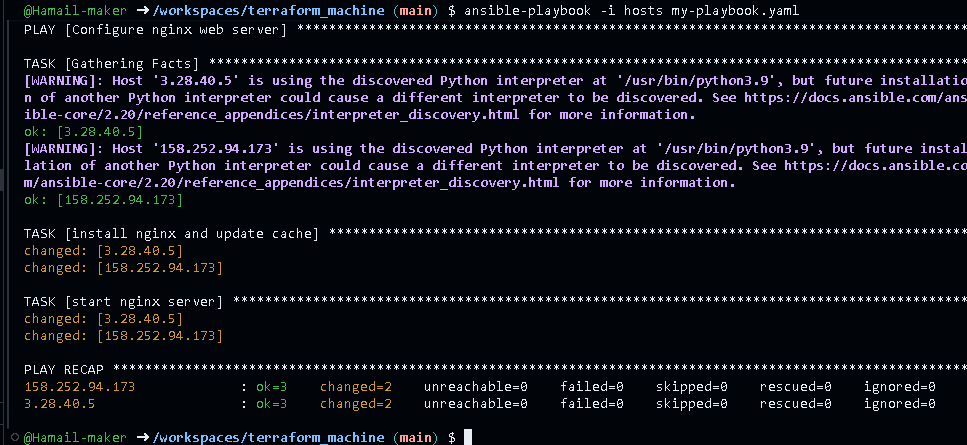 @Hamail-maker ➜ /workspaces/terraform_machine (main) $ ansible-playbook -i hosts my-playbook.yaml
PLAY [Configure nginx web server] ***********************************************************************************
TASK [Gathering Facts] **********************************************************************************************
[WARNING]: Host '3.28.40.5' is using the discovered Python interpreter at '/usr/bin/python3.9', but future installatio
n of another Python interpreter could cause a different interpreter to be discovered. See https://docs.ansible.com/ans
ible-core/2.20/reference_appendices/interpreter_discovery.html for more information.
ok: [3.28.40.5]
[WARNING]: Host '158.252.94.173' is using the discovered Python interpreter at '/usr/bin/python3.9', but future instal
lation of another Python interpreter could cause a different interpreter to be discovered. See https://docs.ansible.co
m/ansible-core/2.20/reference_appendices/interpreter_discovery.html for more information.
ok: [158.252.94.173]
TASK [install nginx and update cache] *******************************************************************************
changed: [3.28.40.5]
changed: [158.252.94.173]
TASK [start nginx server] *******************************************************************************************
changed: [3.28.40.5]
changed: [158.252.94.173]
PLAY RECAP **********************************************************************************************************
158.252.94.173 : ok=3 changed=2 unreachable=0 failed=0 skipped=0 rescued=0 ignored=0
3.28.40.5 : ok=3 changed=2 unreachable=0 failed=0 skipped=0 rescued=0 ignored=0
@Hamail-maker ➜ /workspaces/terraform_machine (main) $